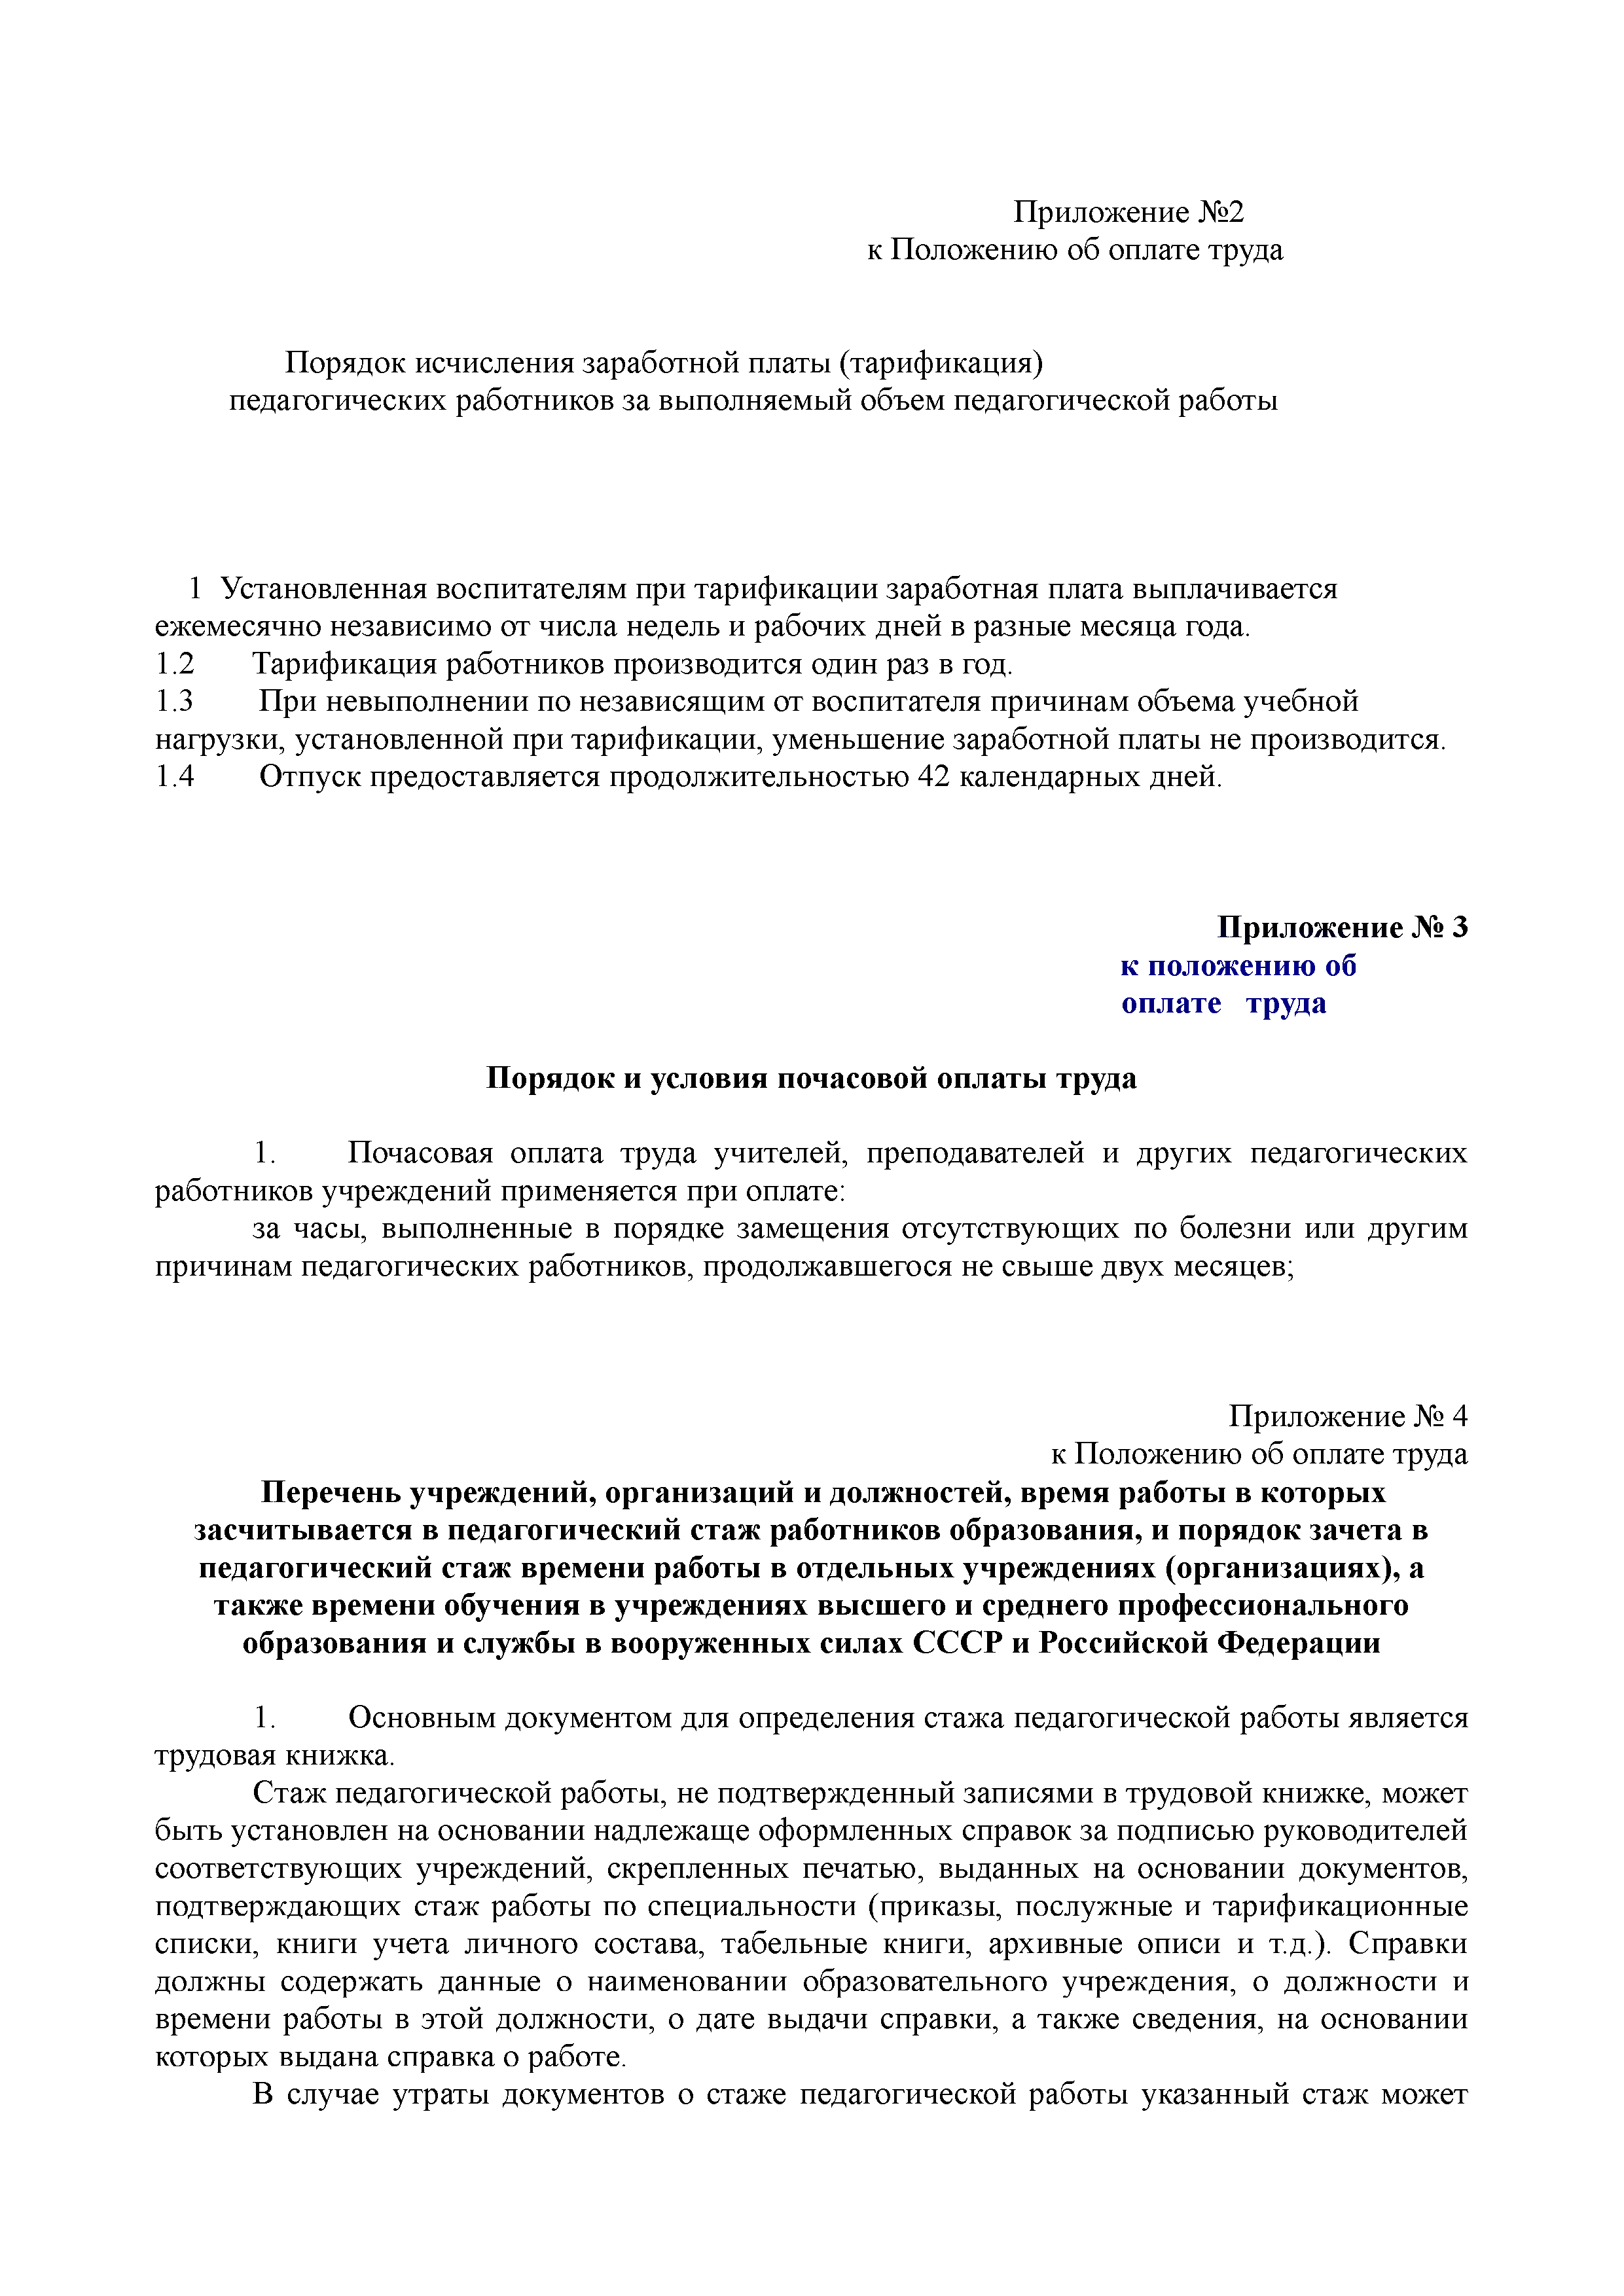 Приложение №2
к Положению об оплате труда
Порядок исчисления заработной платы (тарификация)
педагогических работников за выполняемый объем педагогической работы
1 Установленная воспитателям при тарификации заработная плата выплачивается
ежемесячно независимо от числа недель и рабочих дней в разные месяца года.
1.2 Тарификация работников производится один раз в год.
1.3 При невыполнении по независящим от воспитателя причинам объема учебной
нагрузки, установленной при тарификации, уменьшение заработной платы не производится.
1.4 Отпуск предоставляется продолжительностью 42 календарных дней.
Приложение № 3
к положению об
оплате труда
Порядок и условия почасовой оплаты труда
1. Почасовая оплата труда учителей, преподавателей и других педагогических
работников учреждений применяется при оплате:
за часы, выполненные в порядке замещения отсутствующих по болезни или другим
причинам педагогических работников, продолжавшегося не свыше двух месяцев;
Приложение № 4
к Положению об оплате труда
Перечень учреждений, организаций и должностей, время работы в которых
засчитывается в педагогический стаж работников образования, и порядок зачета в
педагогический стаж времени работы в отдельных учреждениях (организациях), а
также времени обучения в учреждениях высшего и среднего профессионального
образования и службы в вооруженных силах СССР и Российской Федерации
1. Основным документом для определения стажа педагогической работы является
трудовая книжка.
Стаж педагогической работы, не подтвержденный записями в трудовой книжке, может
быть установлен на основании надлежаще оформленных справок за подписью руководителей
соответствующих учреждений, скрепленных печатью, выданных на основании документов,
подтверждающих стаж работы по специальности (приказы, послужные и тарификационные
списки, книги учета личного состава, табельные книги, архивные описи и т.д.). Справки
должны содержать данные о наименовании образовательного учреждения, о должности и
времени работы в этой должности, о дате выдачи справки, а также сведения, на основании
которых выдана справка о работе.
В случае утраты документов о стаже педагогической работы указанный стаж может